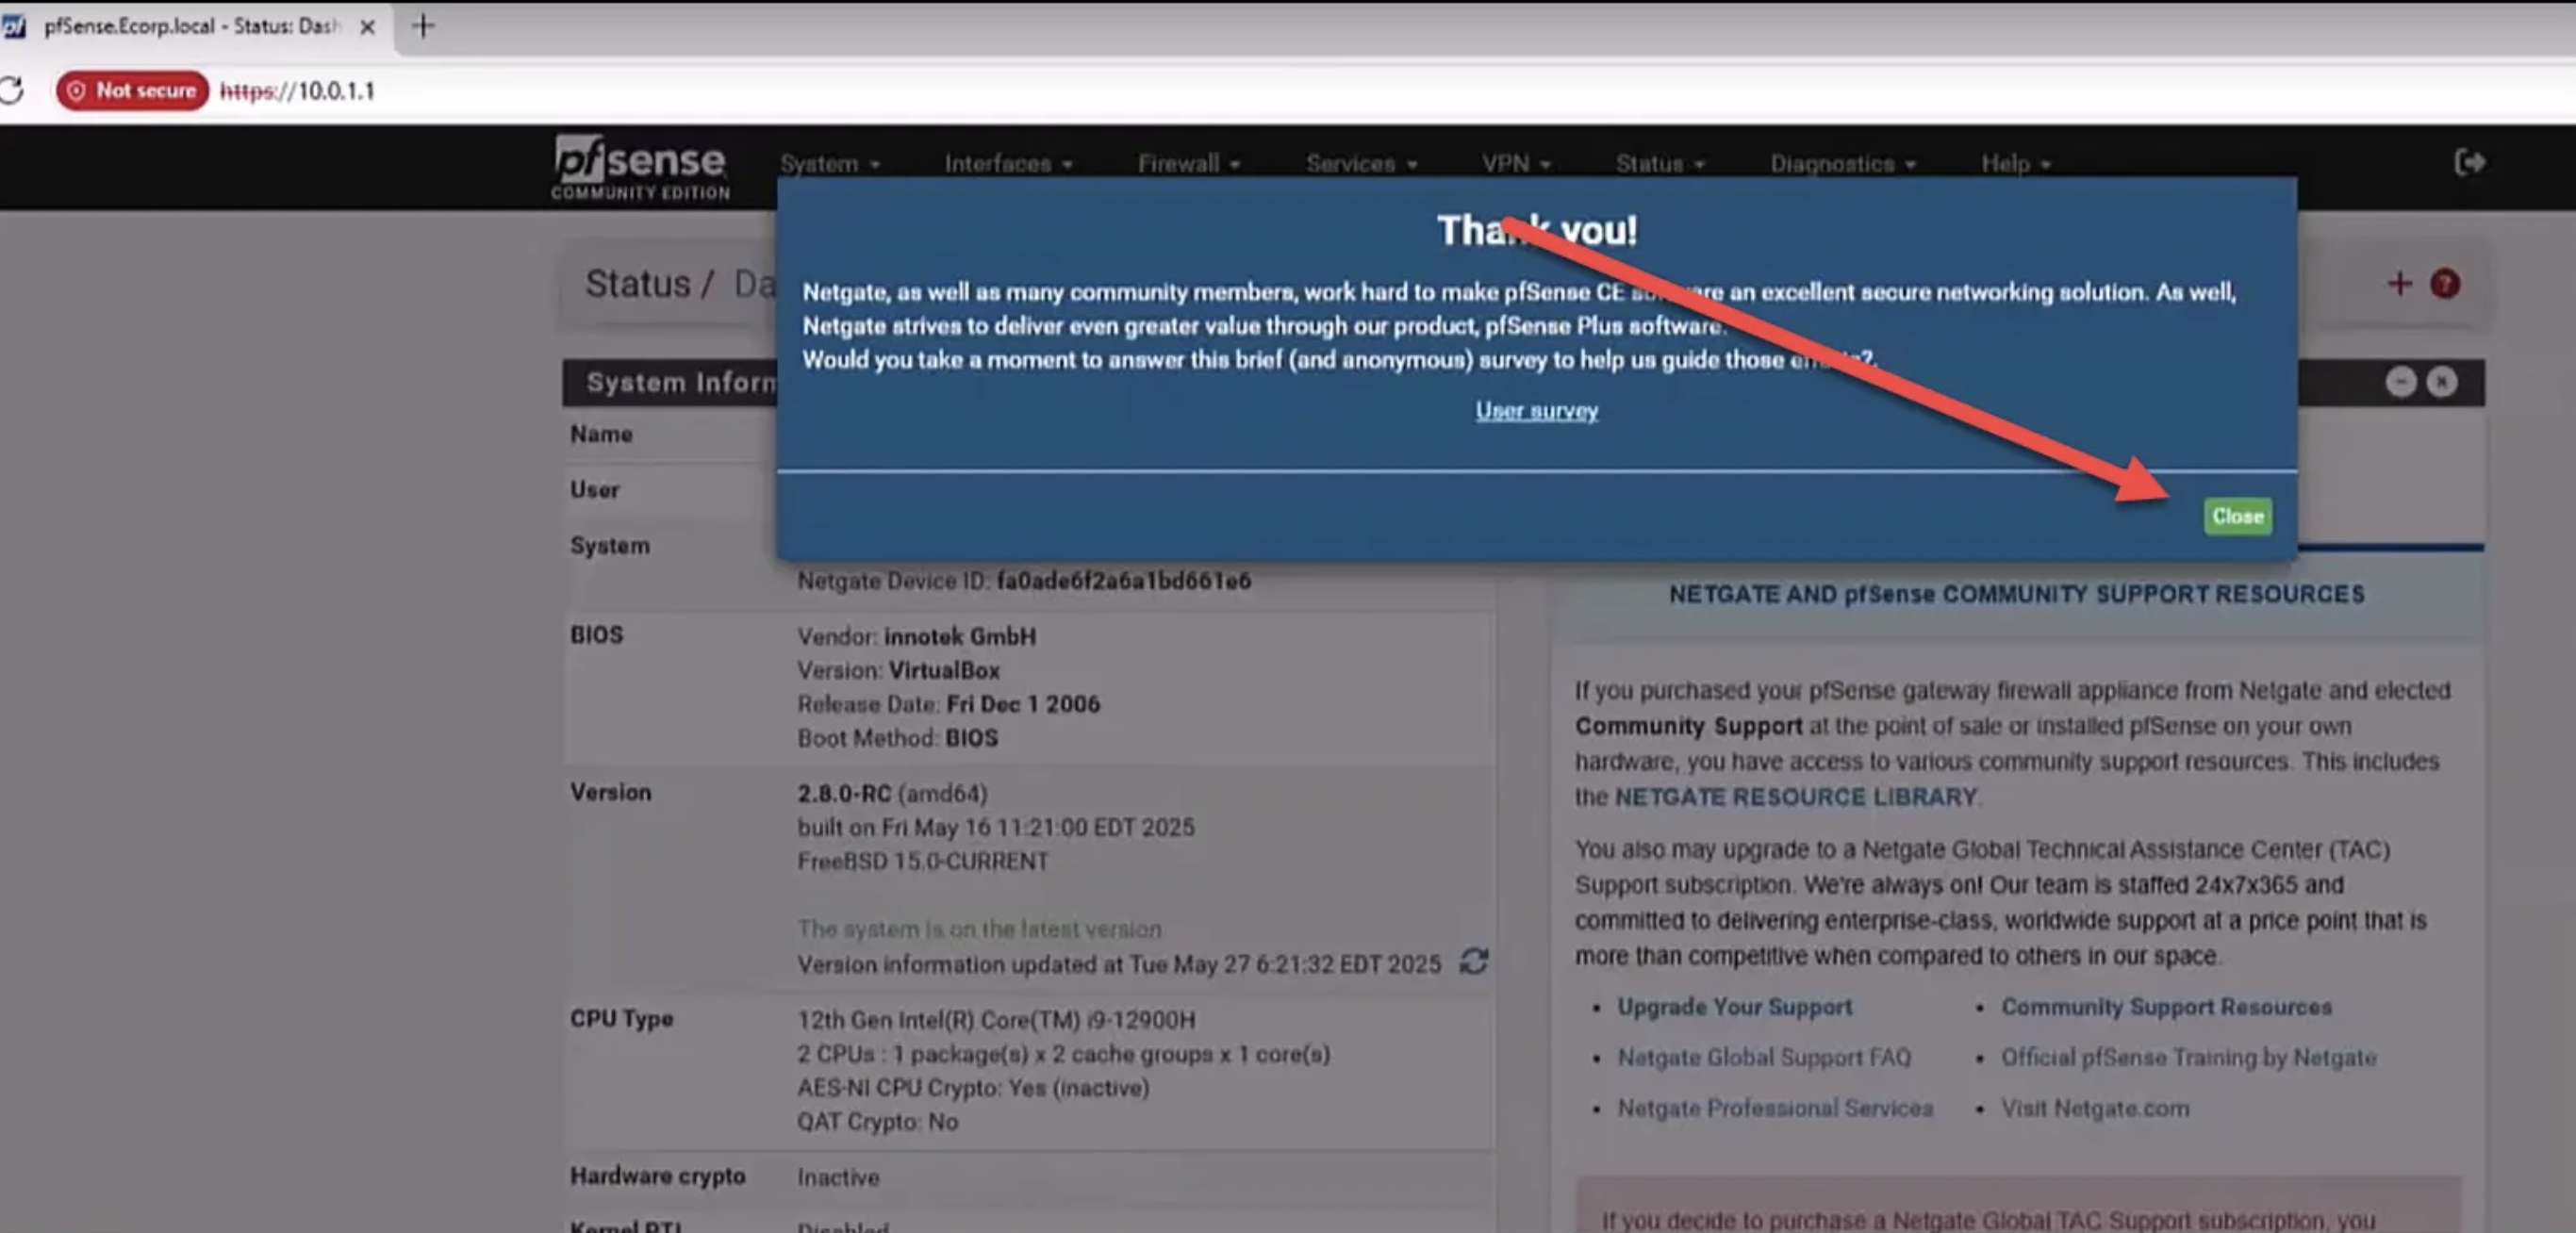 pfSense.Ecorp.local - Status: Dash
Not secure https://10.0.1.1
pfsense
COMMUNITY EDITION
System Interfaces Firewall Services VPN Status Diagnostics Help
Thank you!
Netgate, as well as many community members, work hard to make pfSense CE software an excellent secure networking solution. As well,
Netgate strives to deliver even greater value through our product, pfSense Plus software.
Would you take a moment to answer this brief (and anonymous) survey to help us guide those
User survey
Close
Status / Da
System Inform
Name
User
System
Netgate Device ID: fa0ade6f2a6a1bd661e6
BIOS
Vendor: innotek GmbH
Version: VirtualBox
Release Date: Fri Dec 1 2006
Boot Method: BIOS
Version
2.8.0-RC (amd64)
built on Fri May 16 11:21:00 EDT 2025
FreeBSD 15.0-CURRENT
The system is on the latest version
Version information updated at Tue May 27 6:21:32 EDT 2025
CPU Type
12th Gen Intel(R) Core(TM) i9-12900H
2 CPUs : 1 package(s) x 2 cache groups x 1 core(s)
AES-NI CPU Crypto: Yes (inactive)
QAT Crypto: No
Hardware crypto
Inactive
Kernel PTI
Disabled
NETGATE AND pfSense COMMUNITY SUPPORT RESOURCES
If you purchased your pfSense gateway firewall appliance from Netgate and elected
Community Support at the point of sale or installed pfSense on your own
hardware, you have access to various community support resources. This includes
the NETGATE RESOURCE LIBRARY.
You also may upgrade to a Netgate Global Technical Assistance Center (TAC)
Support subscription. We're always on! Our team is staffed 24x7x365 and
committed to delivering enterprise-class, worldwide support at a price point that is
more than competitive when compared to others in our space.
• Upgrade Your Support
• Community Support Resources
• Netgate Global Support FAQ
• Official pfSense Training by Netgate
• Netgate Professional Services
• Visit Netgate.com
If you decide to purchase a Netgate Global TAC Support subscription, you